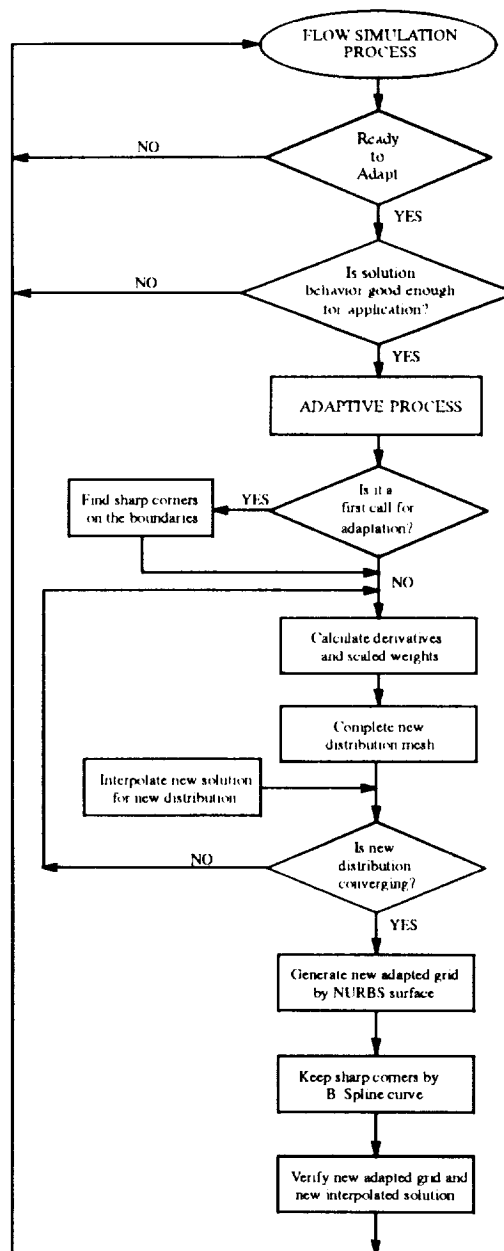 FLOW SIMULATION
PROCESS
NO
Ready
to
Adapt
YES
NO
Is solution
behavior good enough
for application?
YES
ADAPTIVE PROCESS
Find sharp corners
on the boundaries
YES
Is it a
first call for
adaptation?
NO
Calculate derivatives
and scaled weights
Complete new
distribution mesh
Interpolate new solution
for new distribution
NO
Is new
distribution
converging?
YES
Generate new adapted grid
by NURBS surface
Keep sharp corners by
B Spline curve
Verify new adapted grid and
new interpolated solution